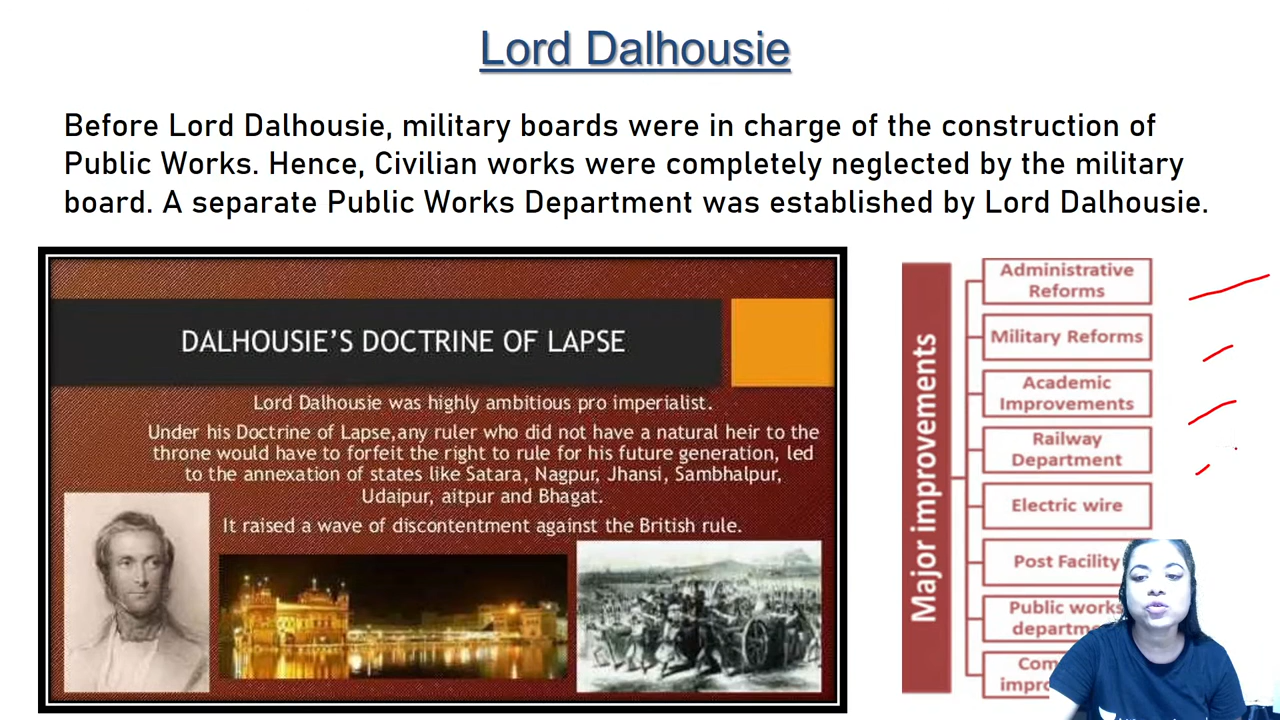 Lord Dalhousie
Before Lord Dalhousie, military boards were in charge of the construction of
Public Works. Hence, Civilian works were completely neglected by the military
board. A separate Public Works Department was established by Lord Dalhousie.
DALHOUSIE'S DOCTRINE OF LAPSE
Lord Dalhousie was highly ambitious pro imperialist.
Under his Doctrine of Lapse,any ruler who did not have a natural heir to the
throne would have to forfeit the right to rule for his future generation, led
to the annexation of states like Satara, Nagpur, Jhansi, Sambhalpur,
Udaipur, aitpur and Bhagat.
It raised a wave of discontentment against the British rule.
Major improvements
Administrative
Reforms
Military Reforms
Academic
Improvements
Railway
Department
Electric wire
Post Facility
Public works